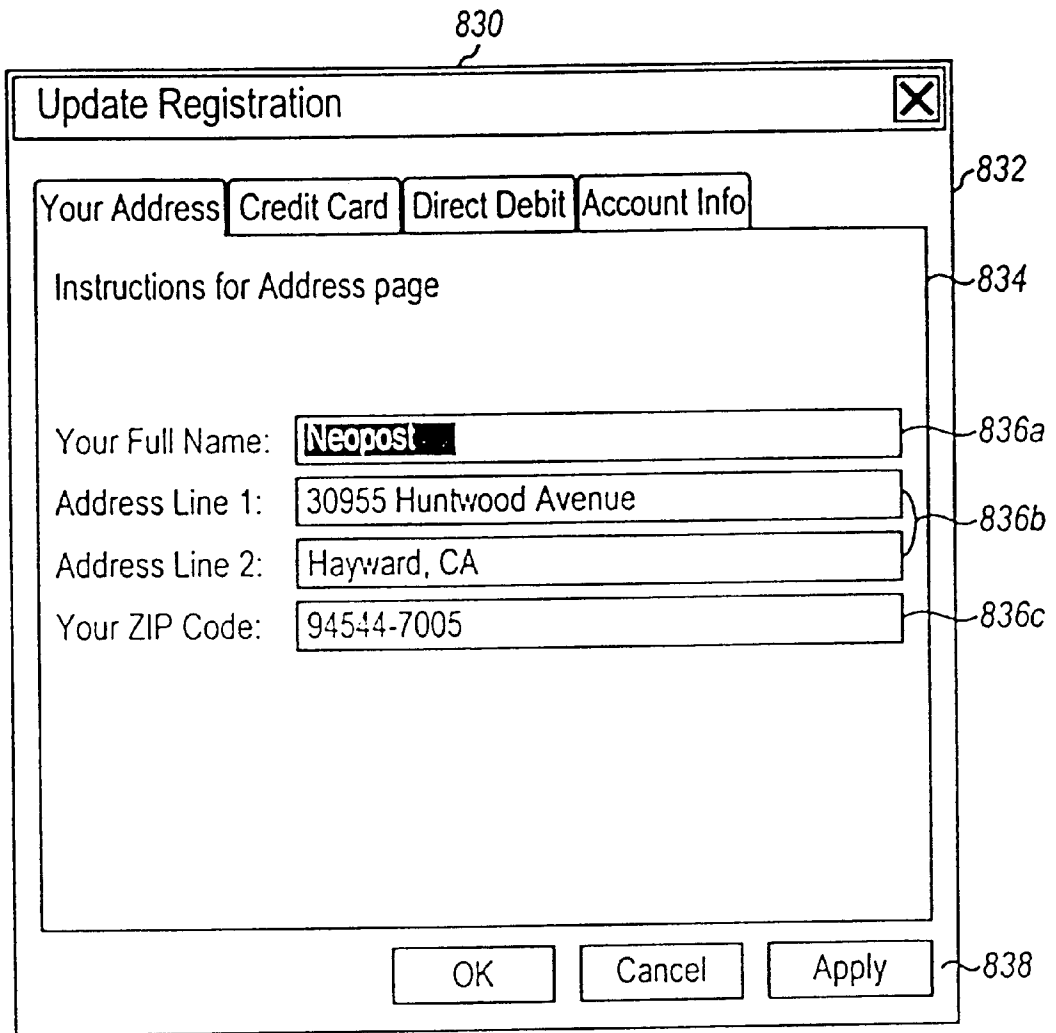 830
Update Registration
832
Your Address Credit Card Direct Debit Account Info
Instructions for Address page
834
Your Full Name: Neopost 836a
Address Line 1: 30955 Huntwood Avenue
836b
Address Line 2: Hayward, CA
Your ZIP Code: 94544-7005 836c
OK Cancel Apply 838